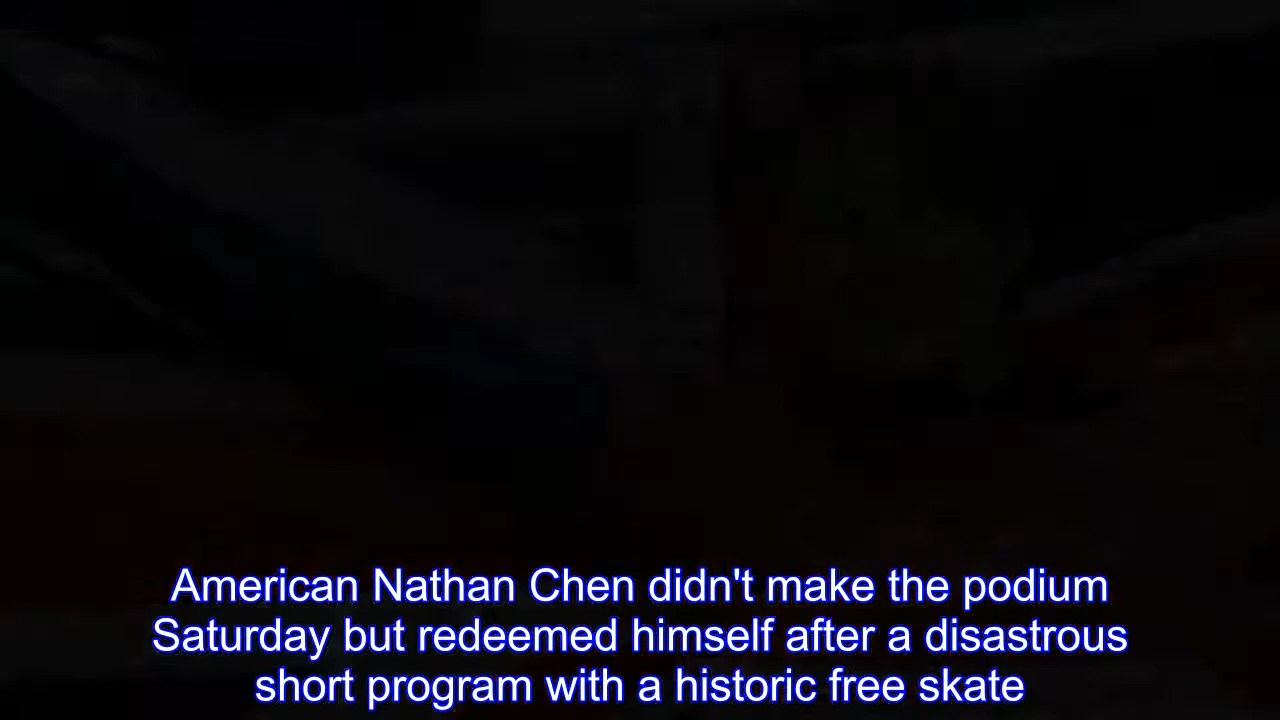 American Nathan Chen didn't make the podium
Saturday but redeemed himself after a disastrous
short program with a historic free skate